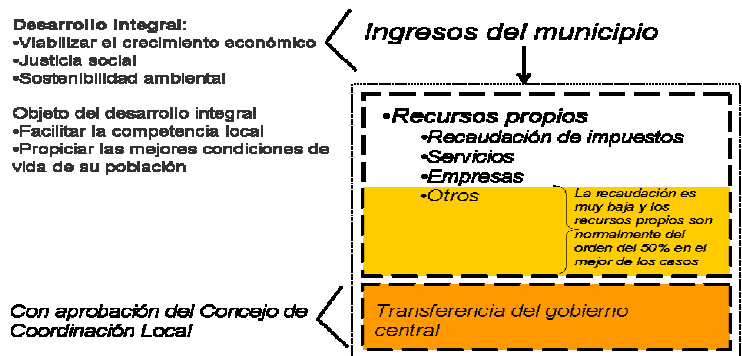 Desarrollo integral:
•Viabilizar el crecimiento económico
•Justicia social
•Sostenibilidad ambiental
Objeto del desarrollo integral
•Facilitar la competencia local
•Propiciar las mejores condiciones de
vida de su población
Ingresos del municipio
•Recursos propios
•Recaudación de impuestos
•Servicios
•Empresas
•Otros
La recaudación es
muy baja y los
recursos propios son
normalmente del
orden del 50% en el
mejor de los casos
Con aprobación del Concejo de
Coordinación Local
Transferencia del gobierno
central